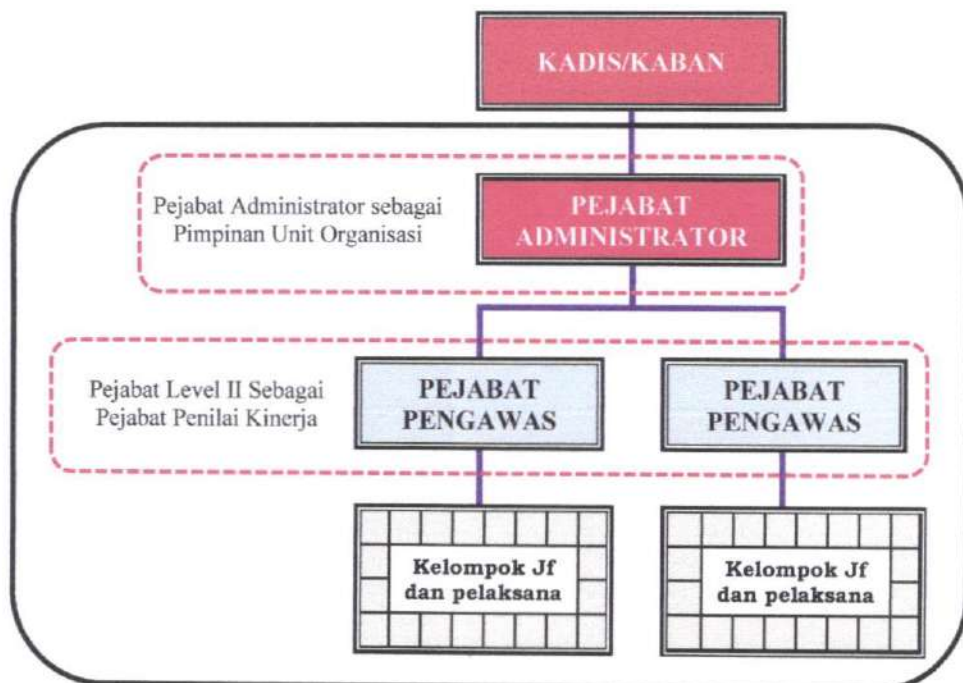 KADIS/KABAN
Pejabat Administrator sebagai
Pimpinan Unit Organisasi
PEJABAT
ADMINISTRATOR
Pejabat Level II Sebagai
Pejabat Penilai Kinerja
PEJABAT
PENGAWAS
PEJABAT
PENGAWAS
Kelompok Jf
dan pelaksana
Kelompok Jf
dan pelaksana